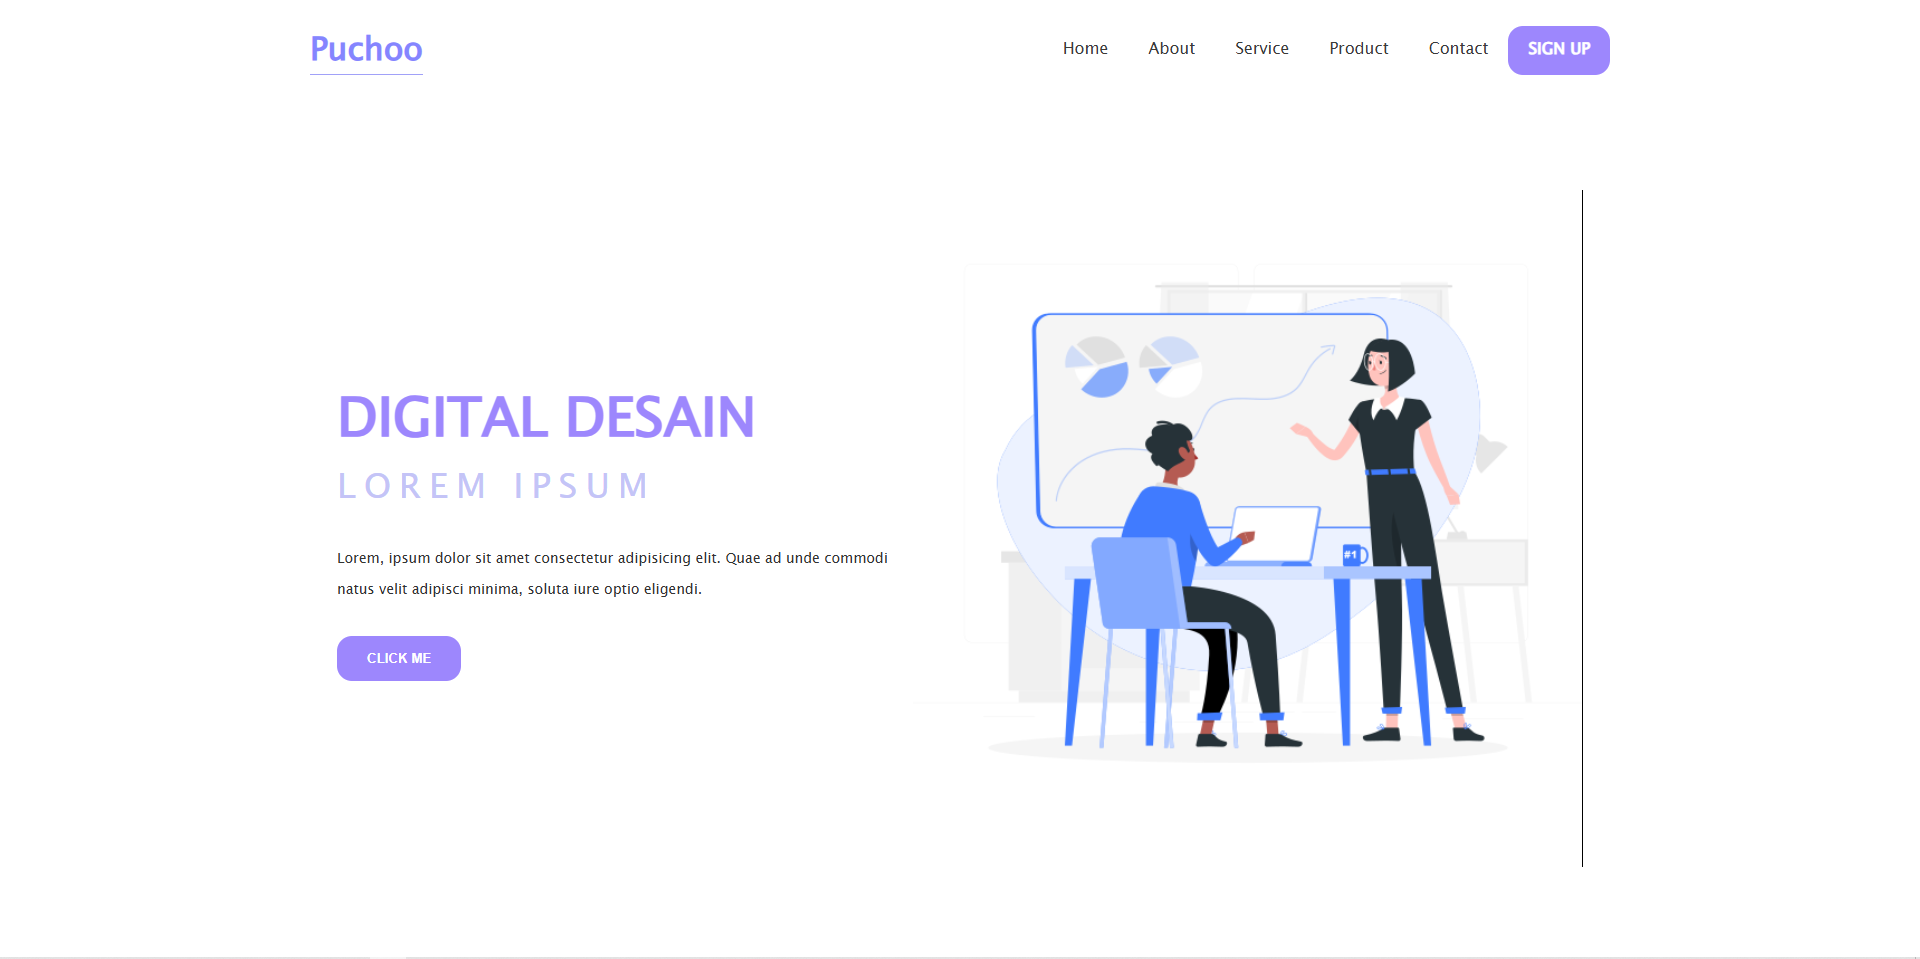 Puchoo
Home About Service Product Contact SIGN UP
DIGITAL DESAIN
LOREM IPSUM
Lorem, ipsum dolor sit amet consectetur adipisicing elit. Quae ad unde commodi
natus velit adipisci minima, soluta iure optio eligendi.
CLICK ME
#1